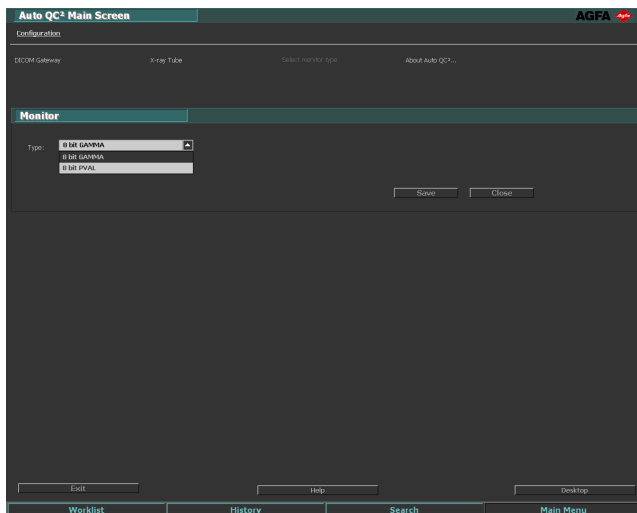 Auto QC² Main Screen
AGFA
Configuration
DICOM Gateway X-ray Tube Select monitor type About Auto QC²...
Monitor
Type: 8 bit GAMMA
8 bit GAMMA
8 bit PVAL
Save Close
Exit Help Desktop
Worklist History Search Main Menu